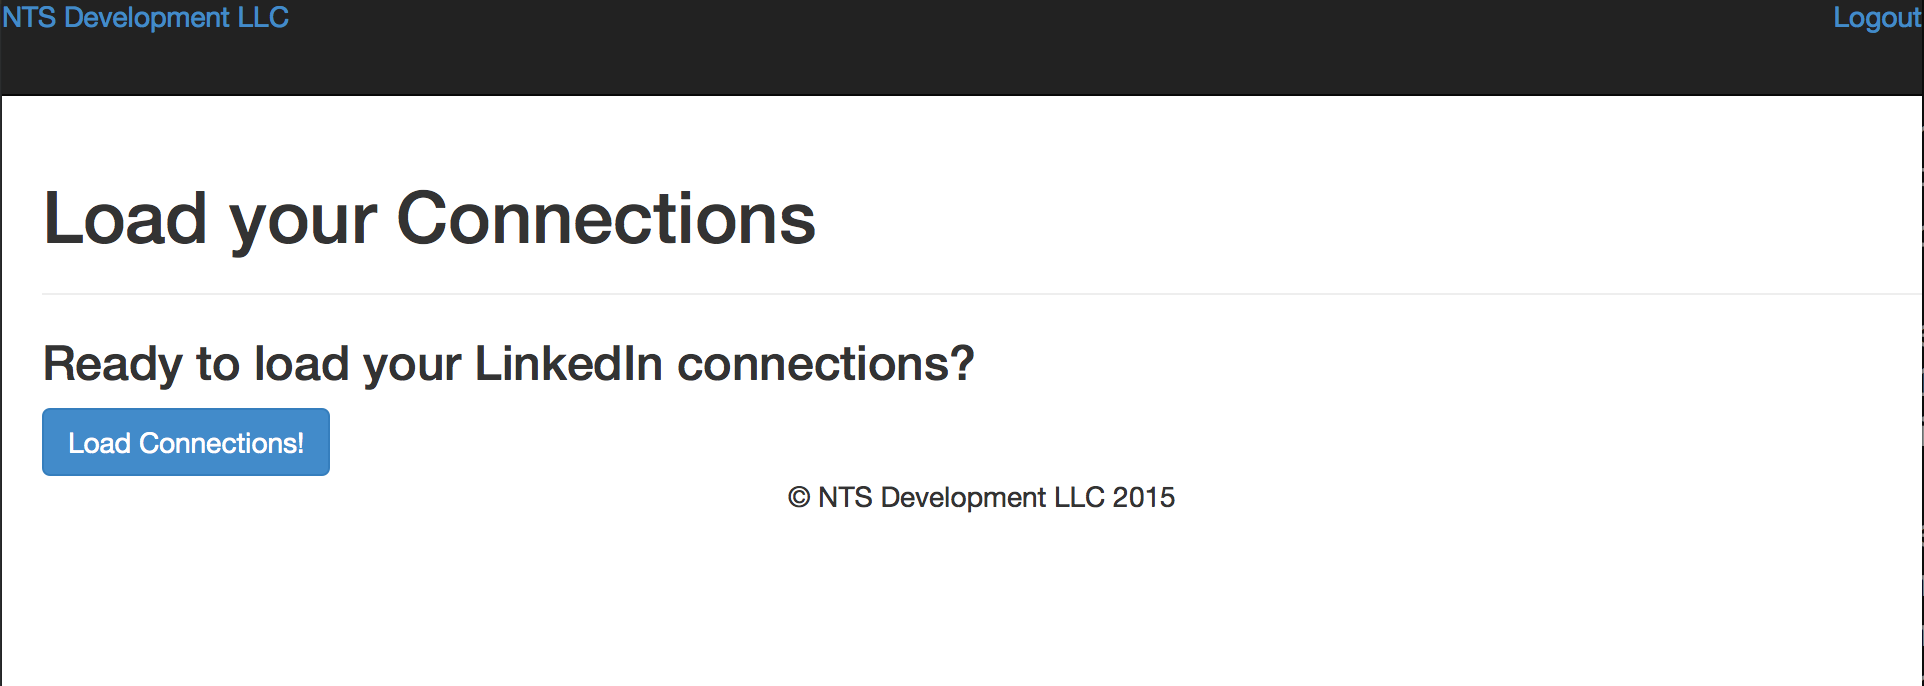 NTS Development LLC
Logout
Load your Connections
Ready to load your LinkedIn connections?
Load Connections!
© NTS Development LLC 2015